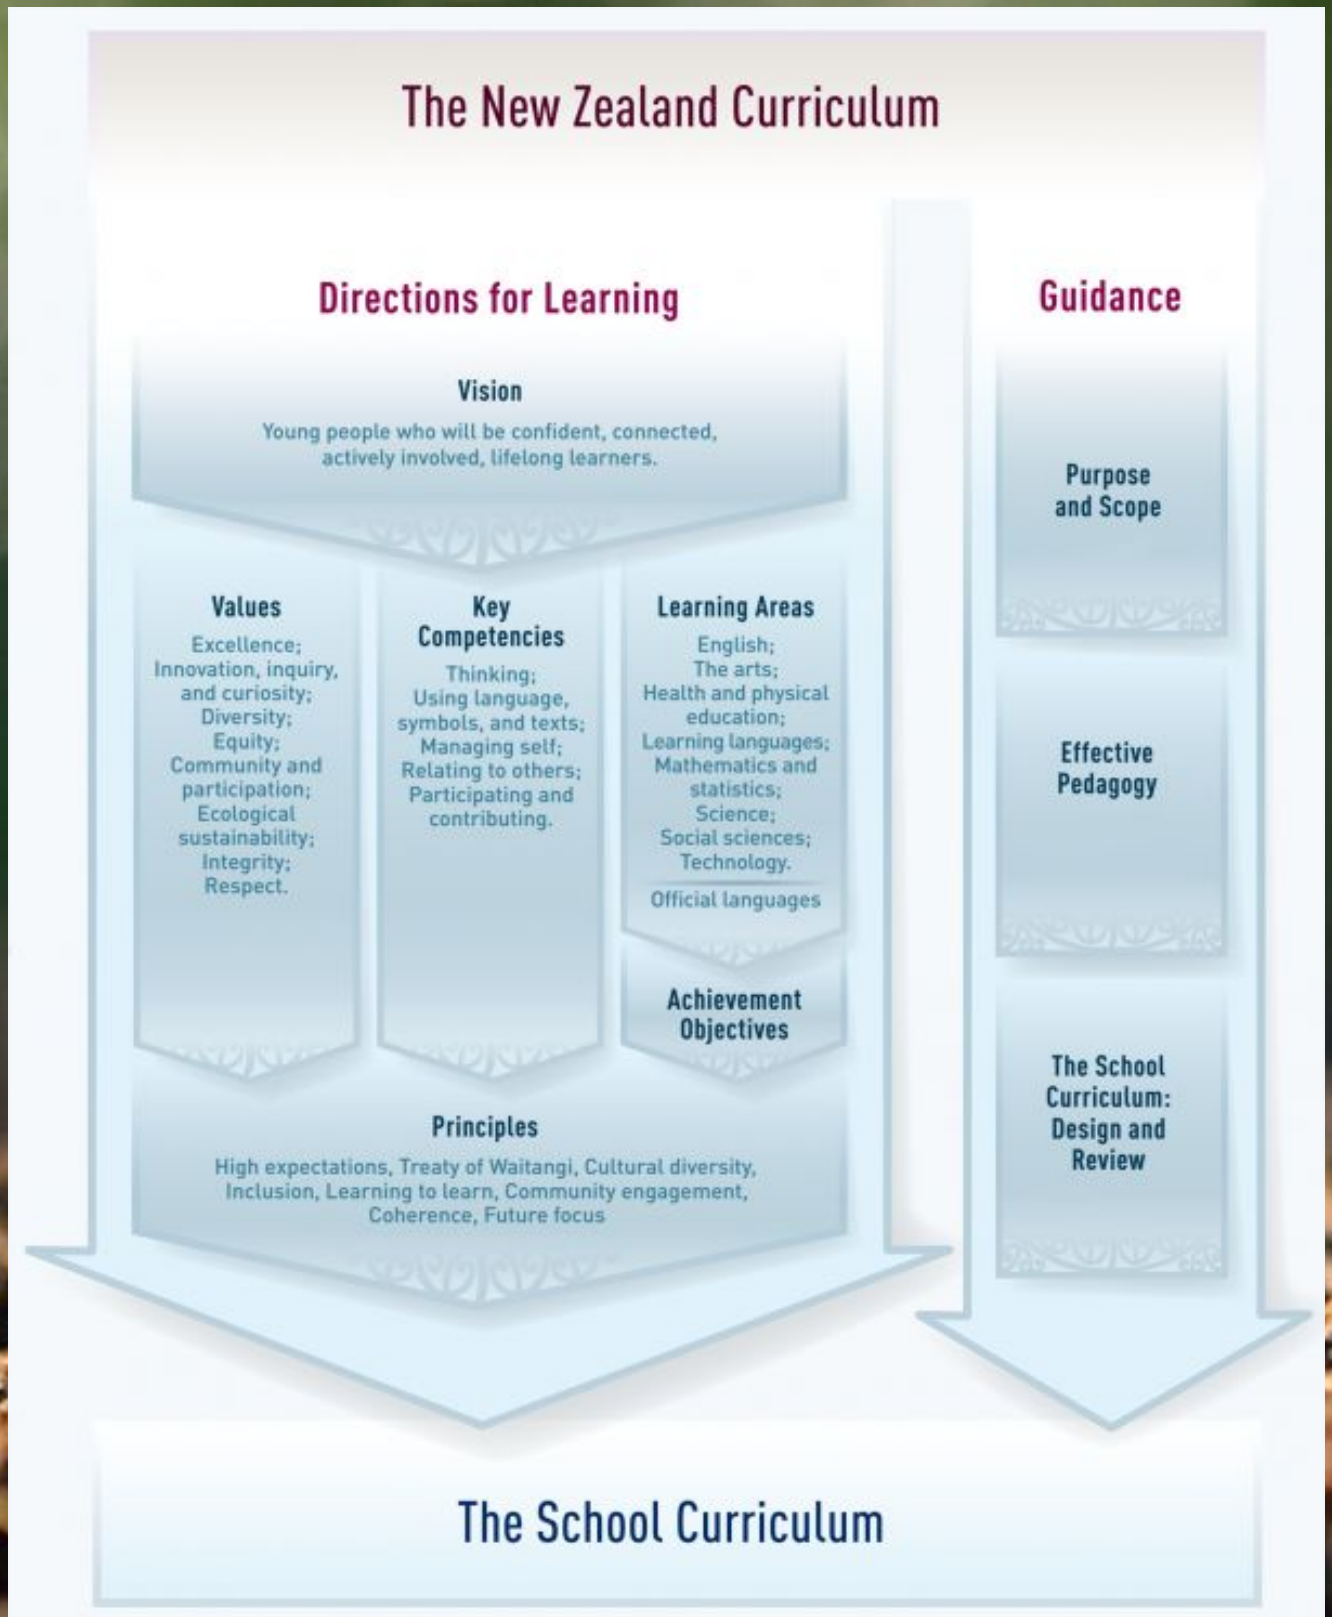 The New Zealand Curriculum
Directions for Learning
Vision
Young people who will be confident, connected,
actively involved, lifelong learners.
Values
Excellence;
Innovation, inquiry,
and curiosity;
Diversity;
Equity;
Community and
participation;
Ecological
sustainability;
Integrity;
Respect.
Key
Competencies
Thinking;
Using language,
symbols, and texts;
Managing self;
Relating to others;
Participating and
contributing.
Learning Areas
English;
The arts;
Health and physical
education;
Learning languages;
Mathematics and
statistics;
Science;
Social sciences;
Technology.
Official languages
Achievement
Objectives
Principles
High expectations, Treaty of Waitangi, Cultural diversity,
Inclusion, Learning to learn, Community engagement,
Coherence, Future focus
Guidance
Purpose
and Scope
Effective
Pedagogy
The School
Curriculum:
Design and
Review
The School Curriculum